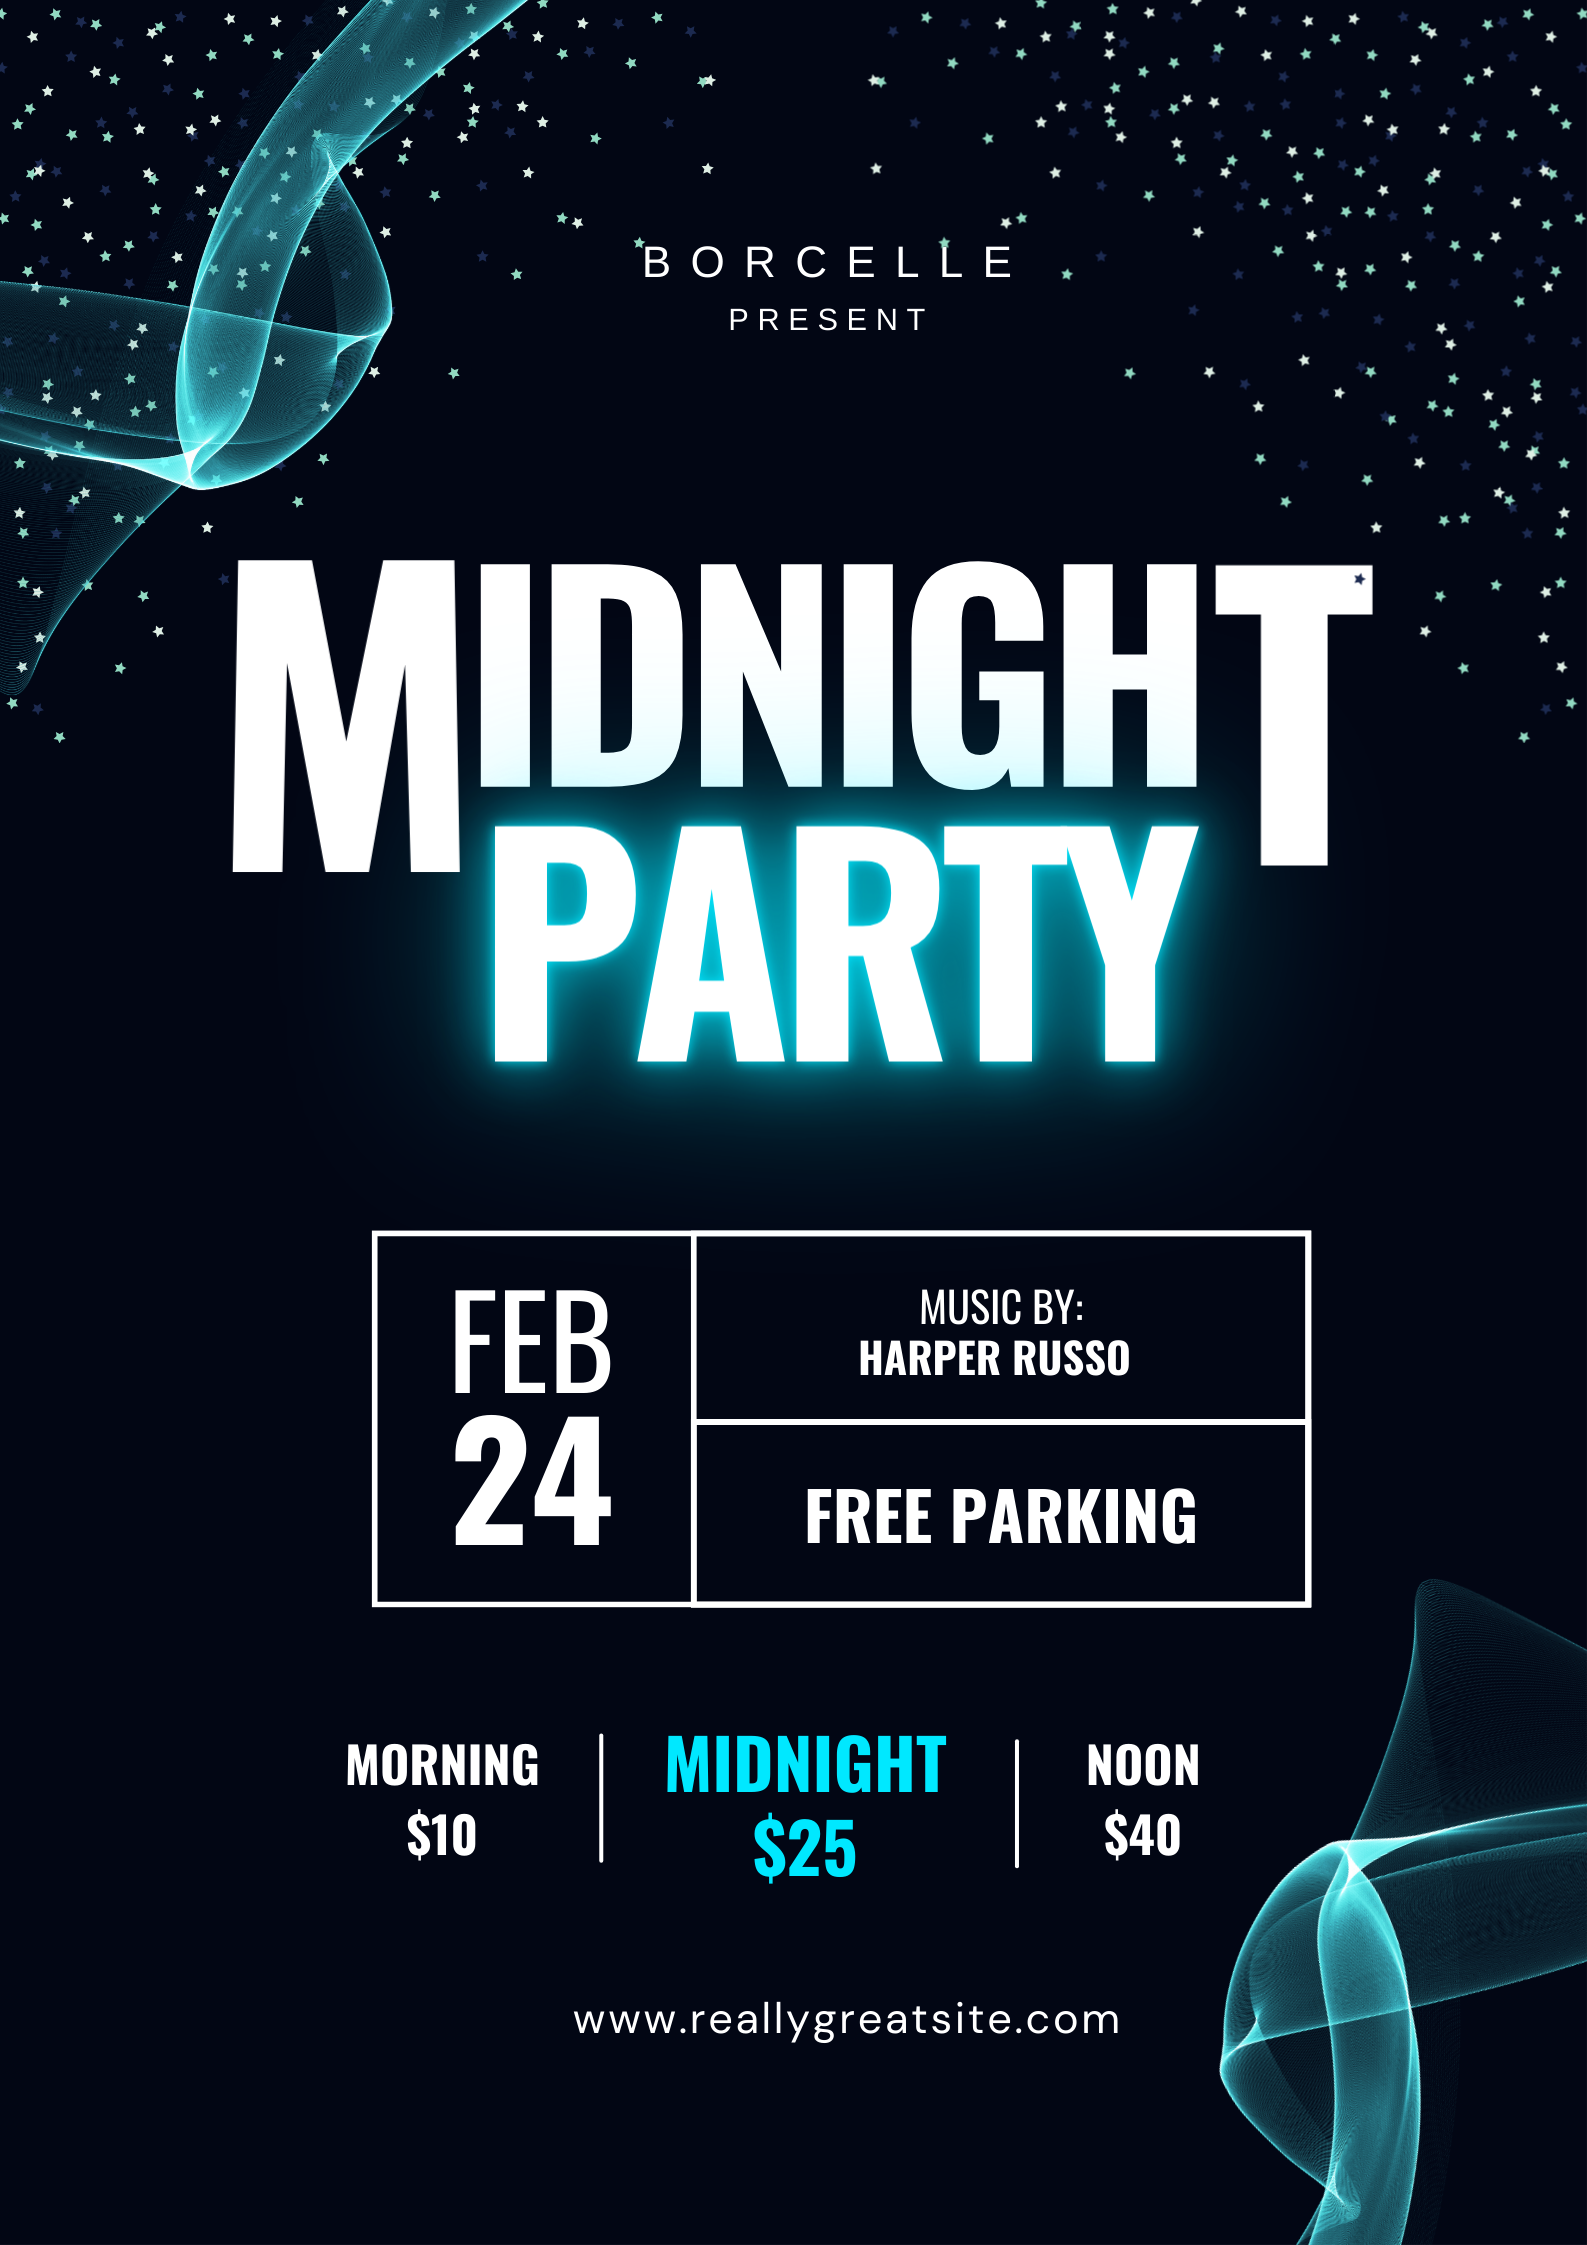 BORCELLE
PRESENT
MIDNIGHT
PARTY
FEB
24
MUSIC BY:
HARPER RUSSO
FREE PARKING
MORNING
$10
MIDNIGHT
$25
NOON
$40
www.reallygreatsite.com